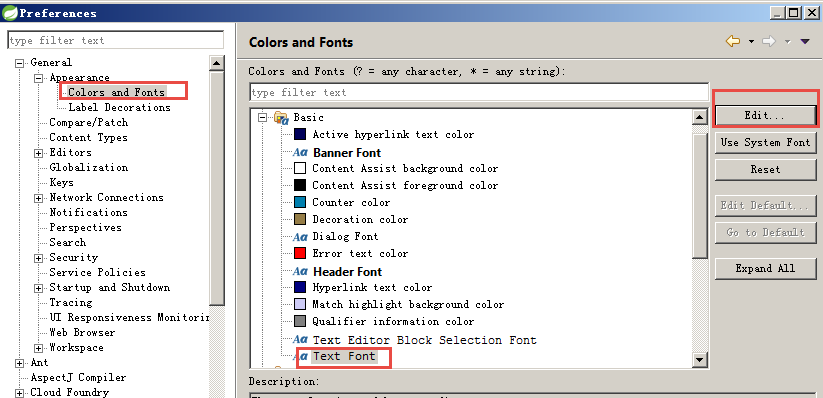 Preferences
type filter text
General
Appearance
Colors and Fonts
Label Decorations
Compare/Patch
Content Types
Editors
Globalization
Keys
Network Connections
Notifications
Perspectives
Search
Security
Service Policies
Startup and Shutdown
Tracing
UI Responsiveness Monitorin
Web Browser
Workspace
Ant
AspectJ Compiler
Cloud Foundry
Colors and Fonts
Colors and Fonts (? = any character, * = any string):
type filter text
Basic
Active hyperlink text color
Aa Banner Font
Content Assist background color
Content Assist foreground color
Counter color
Decoration color
Aa Dialog Font
Error text color
Aa Header Font
Hyperlink text color
Match highlight background color
Qualifier information color
Aa Text Editor Block Selection Font
Aa Text Font
Description:
Edit...
Use System Font
Reset
Edit Default...
Go to Default
Expand All